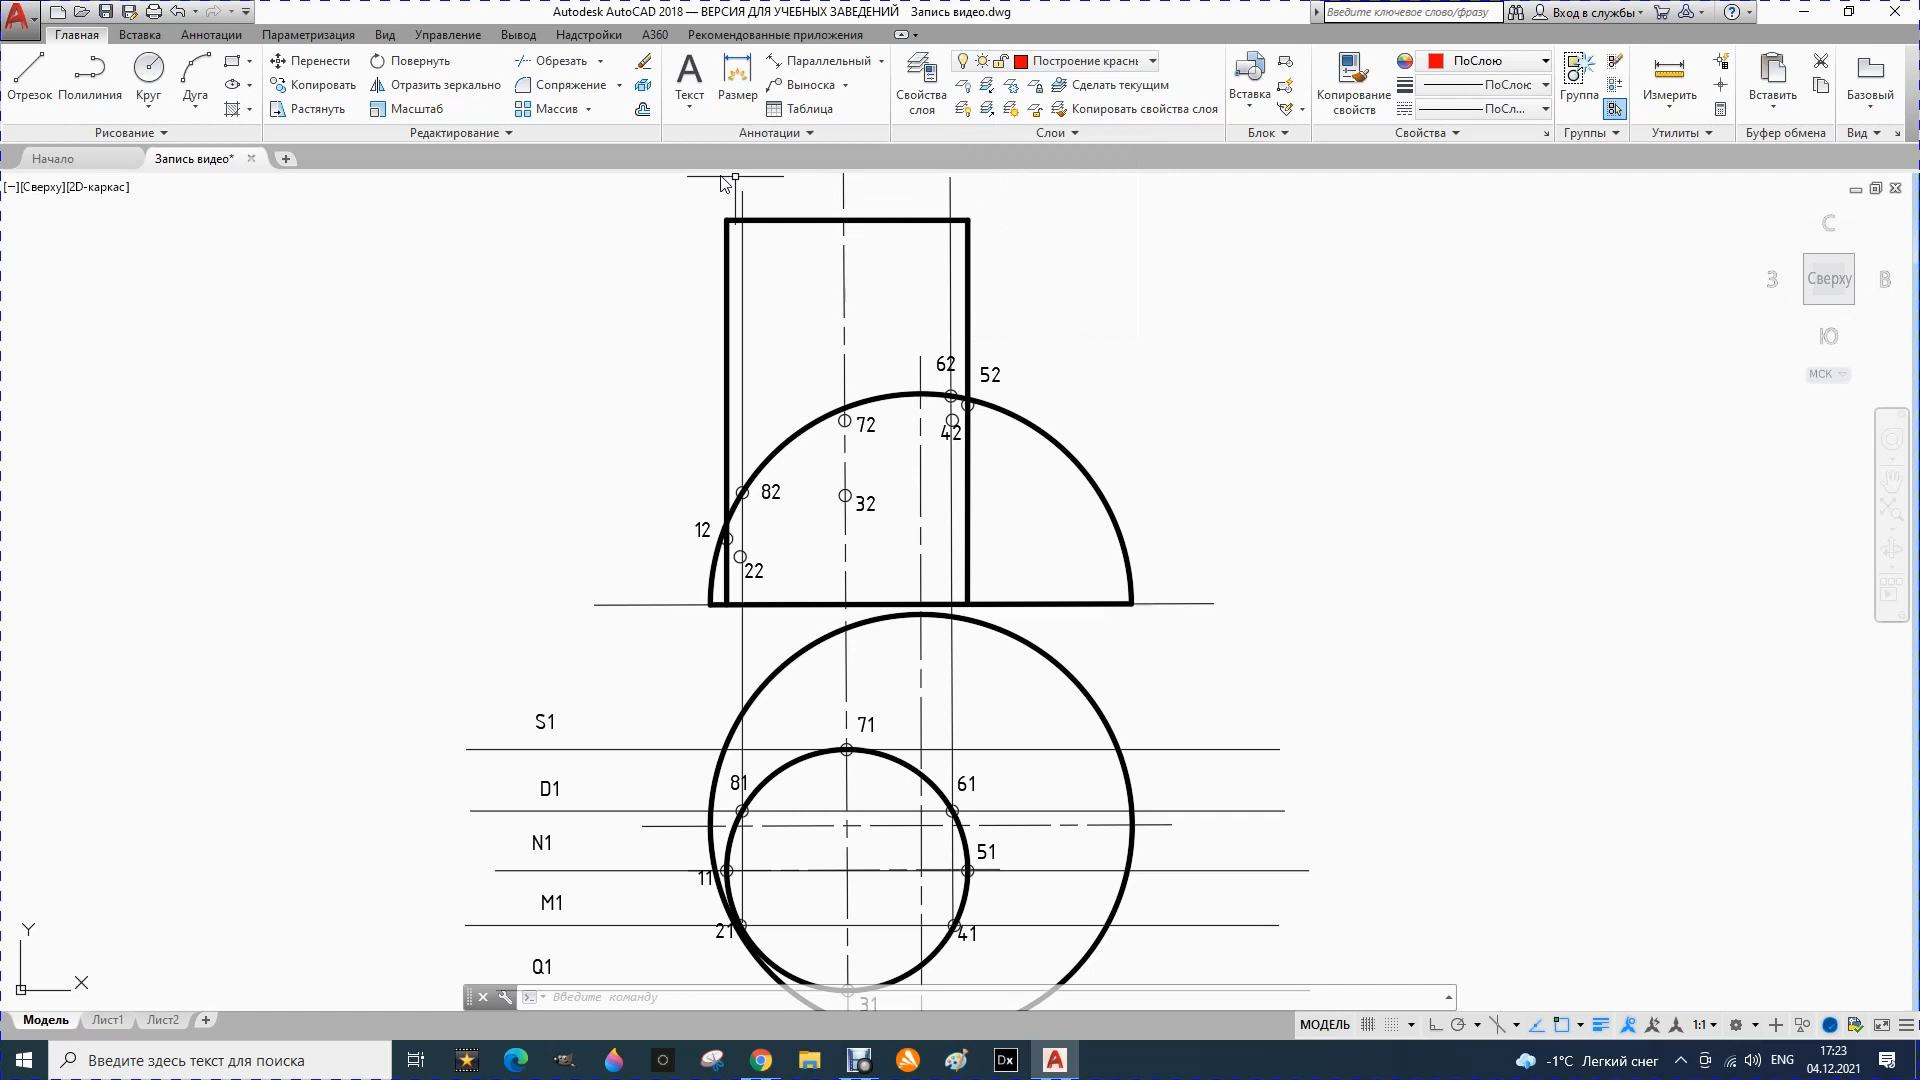 Autodesk AutoCAD 2018 — ВЕРСИЯ ДЛЯ УЧЕБНЫХ ЗАВЕДЕНИЙ Запись видео.dwg
Введите ключевое слово/фразу
Вход в службы
Главная Вставка Аннотации Параметризация Вид Управление Вывод Надстройки A360 Рекомендованные приложения
Отрезок Полилиния Круг Дуга
Перенести Повернуть Обрезать
Копировать Отразить зеркально Сопряжение
Растянуть Масштаб Массив
Текст Размер
Параллельный
Выноска
Таблица
Свойства слоя
Построение красны
Сделать текущим
Копировать свойства слоя
Вставка
Копирование свойств
ПоСлою
ПоСлою
ПоСл...
Группа
Измерить
Вставить
Базовый
Рисование Редактирование Аннотации Слои Блок Свойства Группы Утилиты Буфер обмена Вид
Начало Запись видео*
[−][Сверху][2D-каркас]
С
З Сверху В
Ю
МСК
62
52
72
42
82
32
12
22
S1
71
D1
81
61
N1
51
11
M1
21
41
Q1
31
Y
X
Введите команду
Модель Лист1 Лист2
МОДЕЛЬ 1:1
Введите здесь текст для поиска
Dx
-1°C Легкий снег
ENG
17:23
04.12.2021